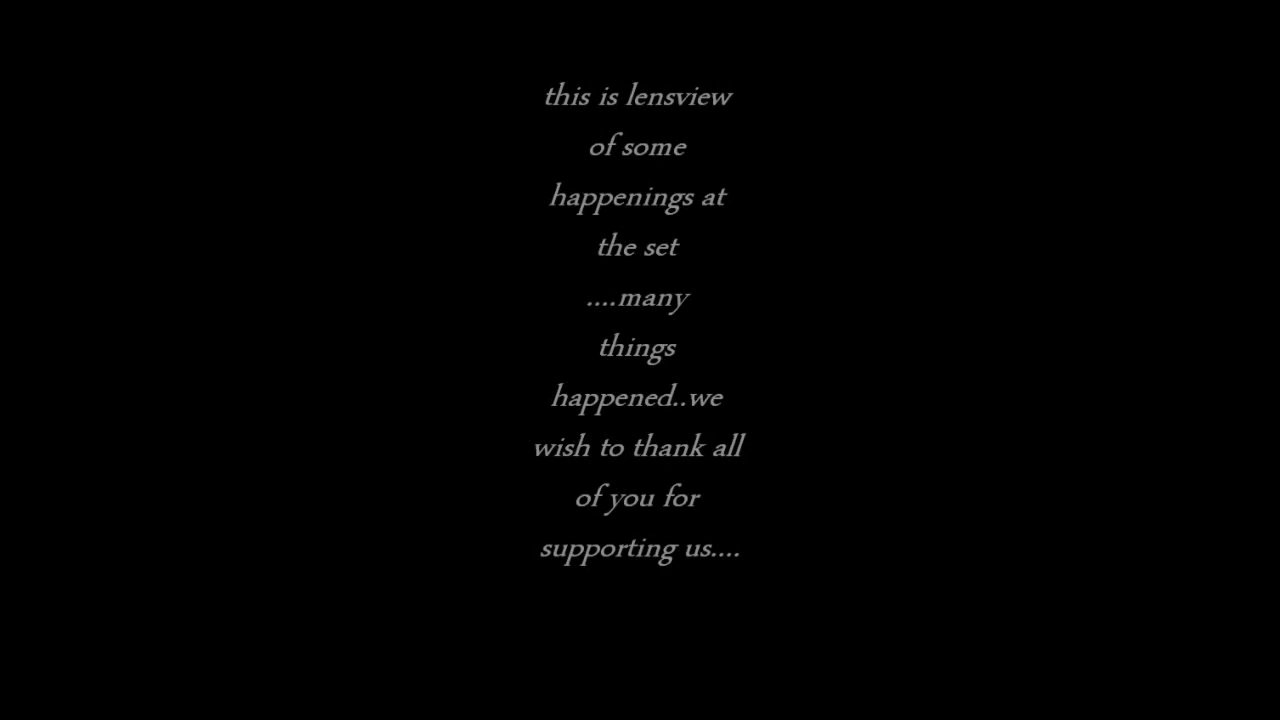 this is lensview
of some
happenings at
the set
....many
things
happened..we
wish to thank all
of you for
supporting us....